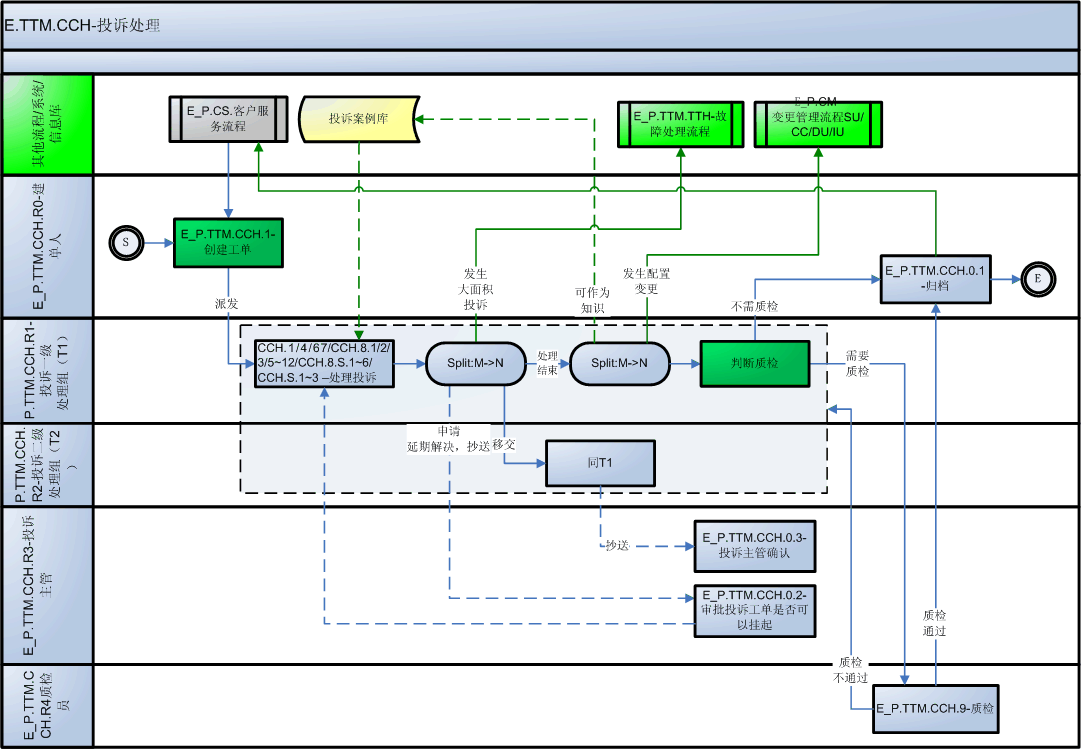 E.TTM.CCH-投诉处理
其他流程/系统/
信息库
E_P.CS.客户服
务流程
投诉案例库
E_P.TTM.TTH-故
障处理流程
E_P.CM
变更管理流程SU/
CC/DU/IU
E_P.TTM.CCH.R0-建
单人
S
E_P.TTM.CCH.1-
创建工单
派发
发生
大面积
投诉
可作为
知识
发生配置
变更
不需质检
E_P.TTM.CCH.0.1
-归档
E
P.TTM.CCH.R1-
投诉一级
处理组（T1）
CCH.1/4/67/CCH.8.1/2/
3/5~12/CCH.8.S.1~6/
CCH.S.1~3 –处理投诉
Split:M->N
处理
结束
Split:M->N
判断质检
需要
质检
P.TTM.CCH.
R2-投诉二级
处理组（T2
）
申请
延期解决，抄送
移交
同T1
E_P.TTM.CCH.R3-投诉
主管
抄送
E_P.TTM.CCH.0.3-
投诉主管确认
E_P.TTM.CCH.0.2-
审批投诉工单是否可
以挂起
质检
通过
质检
不通过
E_P.TTM.C
CH.R4质检
员
E_P.TTM.CCH.9-质检